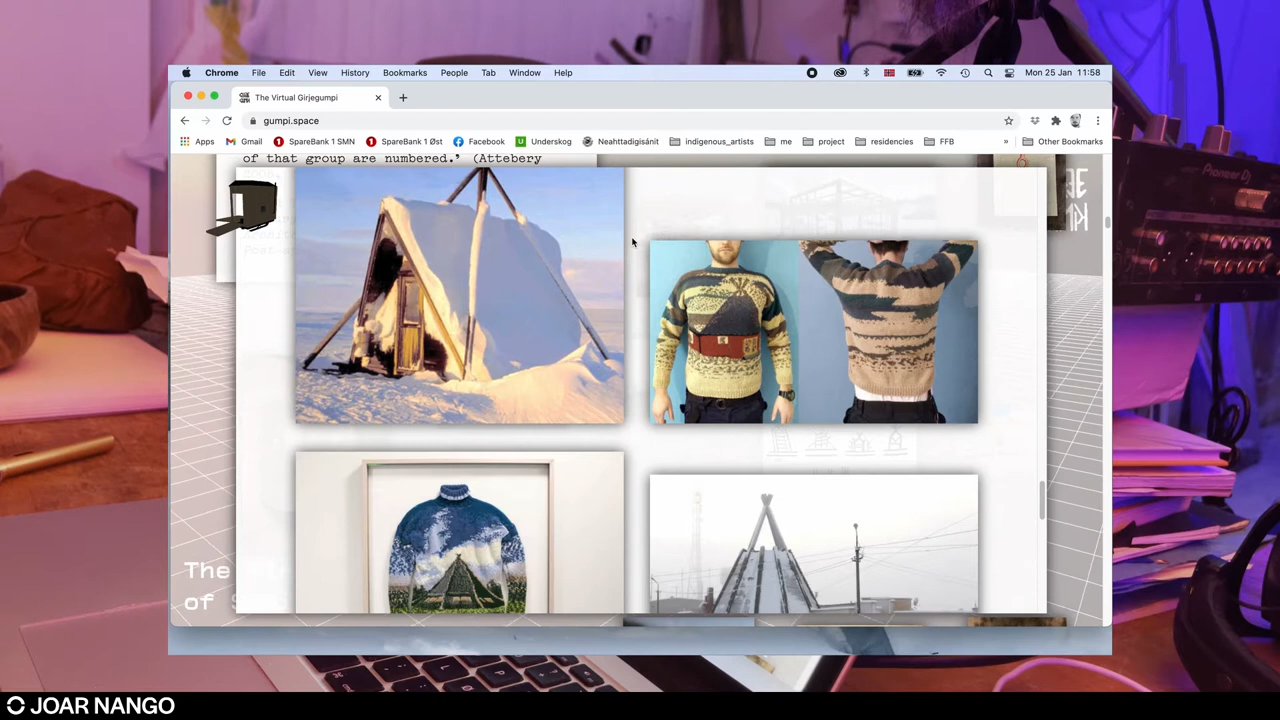 Chrome File Edit View History Bookmarks People Tab Window Help
Mon 25 Jan 11:58
The Virtual Girjegumpi
gumpi.space
Apps Gmail SpareBank 1 SMN SpareBank 1 Øst Facebook Underskog Neahttadigisánit indigenous_artists me project residencies FFB » Other Bookmarks
of that group are numbered.' (Attebery
Pioneer Dj
The
of
JOAR NANGO